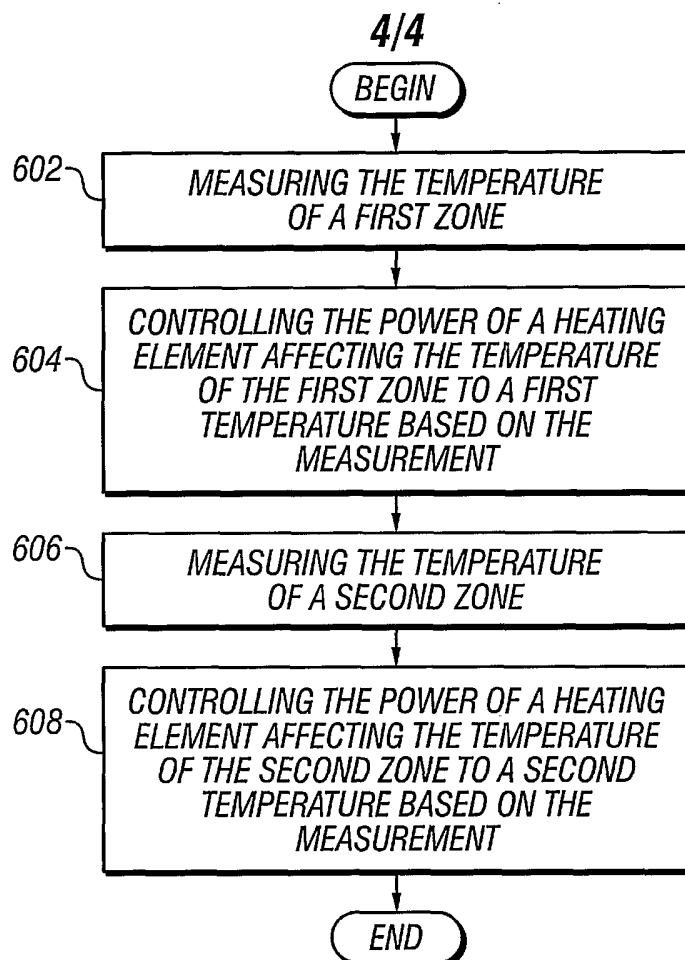 4/4
BEGIN
602
MEASURING THE TEMPERATURE
OF A FIRST ZONE
604
CONTROLLING THE POWER OF A HEATING
ELEMENT AFFECTING THE TEMPERATURE
OF THE FIRST ZONE TO A FIRST
TEMPERATURE BASED ON THE
MEASUREMENT
606
MEASURING THE TEMPERATURE
OF A SECOND ZONE
608
CONTROLLING THE POWER OF A HEATING
ELEMENT AFFECTING THE TEMPERATURE
OF THE SECOND ZONE TO A SECOND
TEMPERATURE BASED ON THE
MEASUREMENT
END